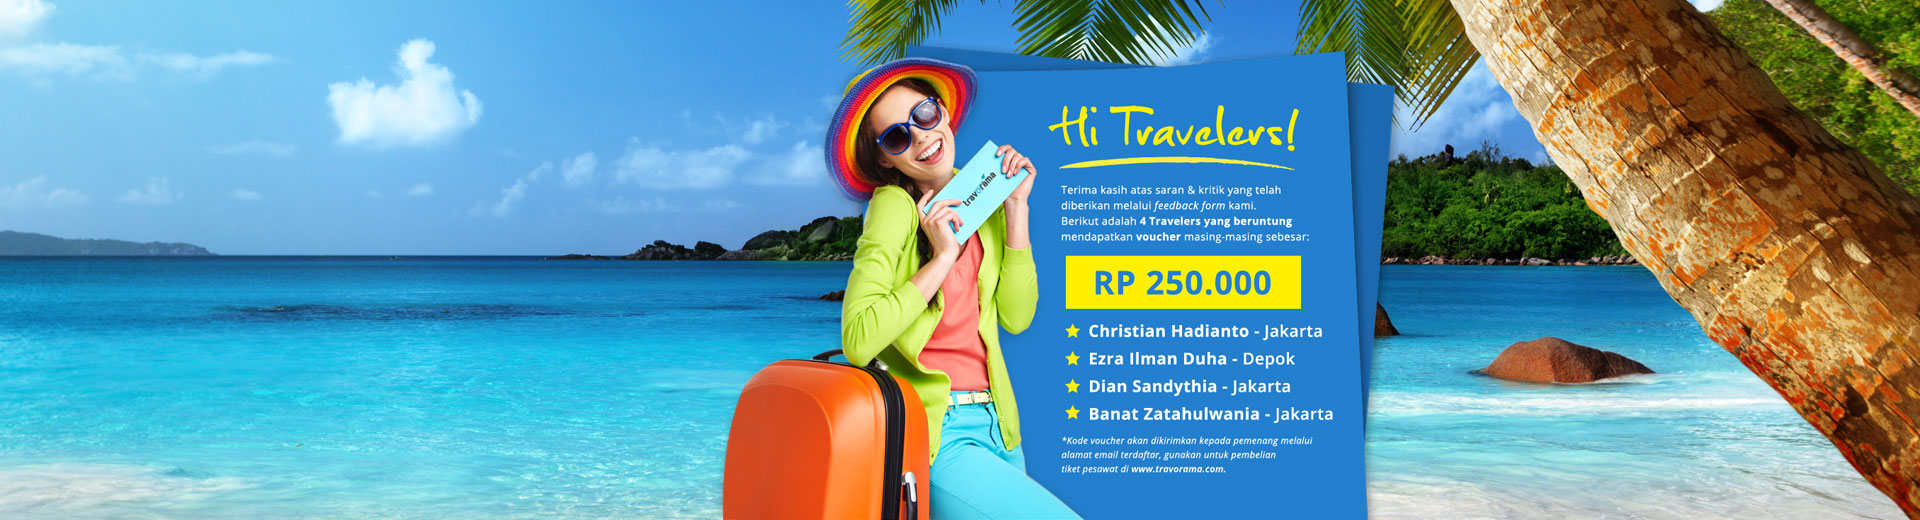 travorama
Hi Travelers!
Terima kasih atas saran & kritik yang telah
diberikan melalui feedback form kami.
Berikut adalah 4 Travelers yang beruntung
mendapatkan voucher masing-masing sebesar:
RP 250.000
Christian Hadianto - Jakarta
Ezra Ilman Duha - Depok
Dian Sandythia - Jakarta
Banat Zatahulwania - Jakarta
*Kode voucher akan dikirimkan kepada pemenang melalui
alamat email terdaftar, gunakan untuk pembelian
tiket pesawat di www.travorama.com.